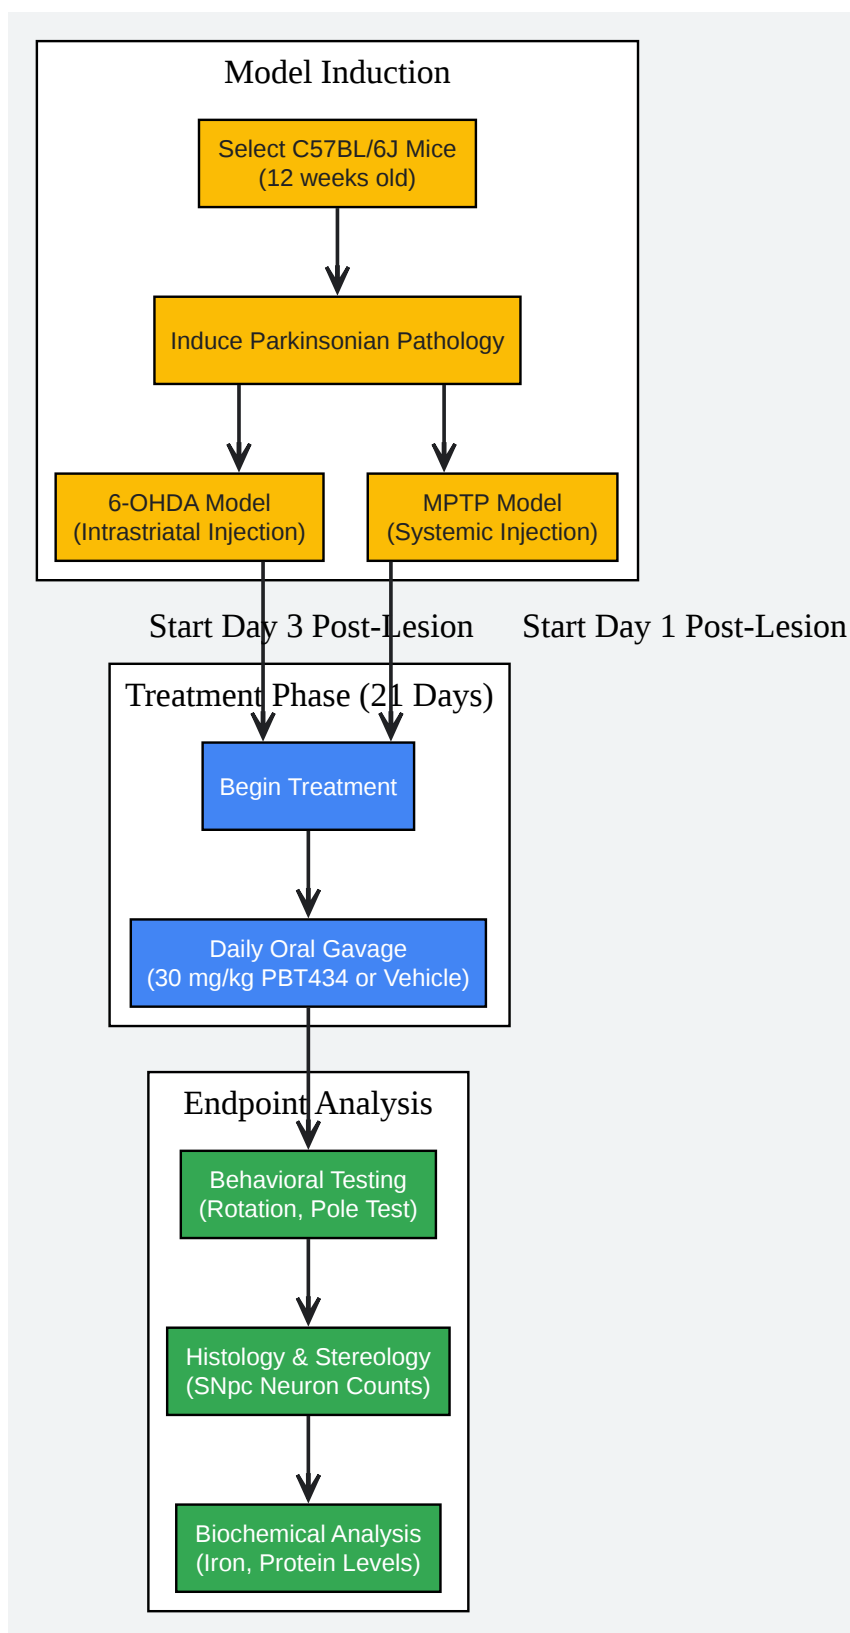 Model Induction
Select C57BL/6J Mice
(12 weeks old)
Induce Parkinsonian Pathology
6-OHDA Model
(Intrastriatal Injection)
MPTP Model
(Systemic Injection)
Start Day 3 Post-Lesion
Start Day 1 Post-Lesion
Treatment Phase (21 Days)
Begin Treatment
Daily Oral Gavage
(30 mg/kg PBT434 or Vehicle)
Endpoint Analysis
Behavioral Testing
(Rotation, Pole Test)
Histology & Stereology
(SNpc Neuron Counts)
Biochemical Analysis
(Iron, Protein Levels)